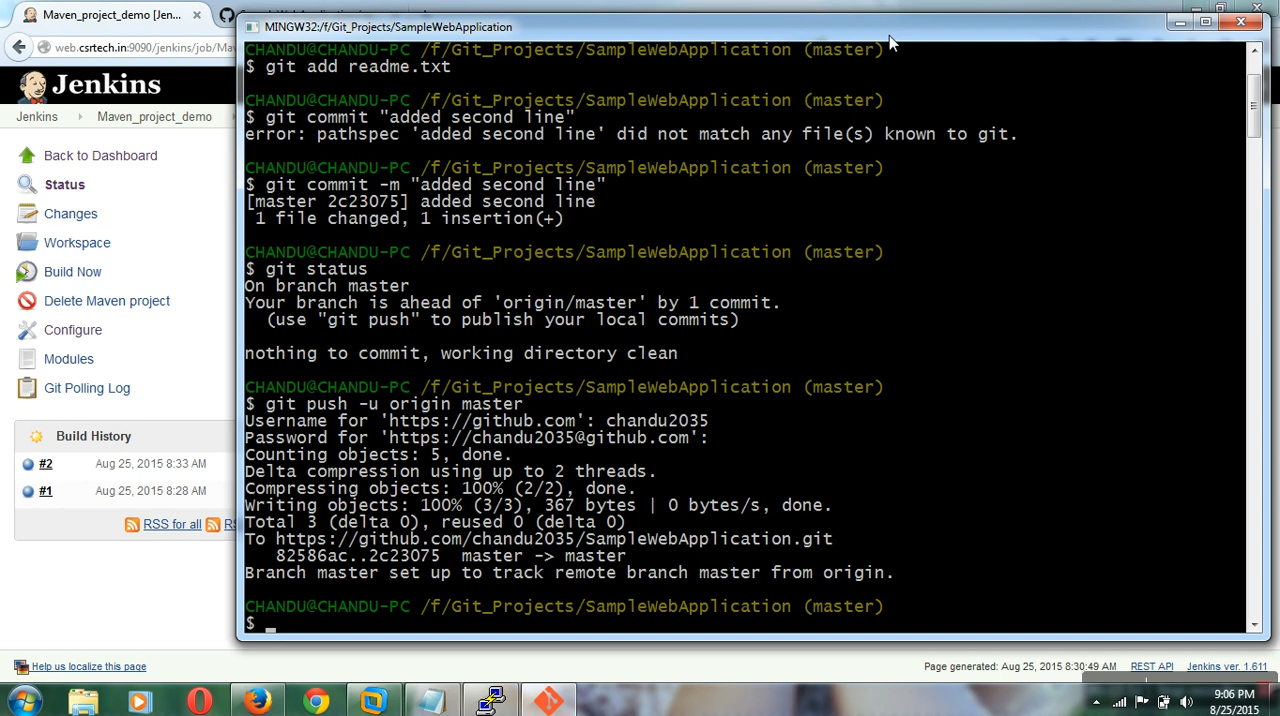 Maven_project_demo [Jen...
MINGW32:/f/Git_Projects/SampleWebApplication
web.csrtech.in:9090/jenkins/job/Ma
Jenkins
Jenkins
Maven_project_demo
Back to Dashboard
Status
Changes
Workspace
Build Now
Delete Maven project
Configure
Modules
Git Polling Log
Build History
#2 Aug 25, 2015 8:33 AM
#1 Aug 25, 2015 8:28 AM
RSS for all
CHANDU@CHANDU-PC /f/Git_Projects/SampleWebApplication (master)
$ git add readme.txt
CHANDU@CHANDU-PC /f/Git_Projects/SampleWebApplication (master)
$ git commit "added second line"
error: pathspec 'added second line' did not match any file(s) known to git.
CHANDU@CHANDU-PC /f/Git_Projects/SampleWebApplication (master)
$ git commit -m "added second line"
[master 2c23075] added second line
1 file changed, 1 insertion(+)
CHANDU@CHANDU-PC /f/Git_Projects/SampleWebApplication (master)
$ git status
On branch master
Your branch is ahead of 'origin/master' by 1 commit.
(use "git push" to publish your local commits)
nothing to commit, working directory clean
CHANDU@CHANDU-PC /f/Git_Projects/SampleWebApplication (master)
$ git push -u origin master
Username for 'https://github.com': chandu2035
Password for 'https://chandu2035@github.com':
Counting objects: 5, done.
Delta compression using up to 2 threads.
Compressing objects: 100% (2/2), done.
Writing objects: 100% (3/3), 367 bytes | 0 bytes/s, done.
Total 3 (delta 0), reused 0 (delta 0)
To https://github.com/chandu2035/SampleWebApplication.git
82586ac..2c23075 master -> master
Branch master set up to track remote branch master from origin.
CHANDU@CHANDU-PC /f/Git_Projects/SampleWebApplication (master)
$
Help us localize this page
Page generated: Aug 25, 2015 8:30:49 AM REST API Jenkins ver. 1.611
9:06 PM
8/25/2015